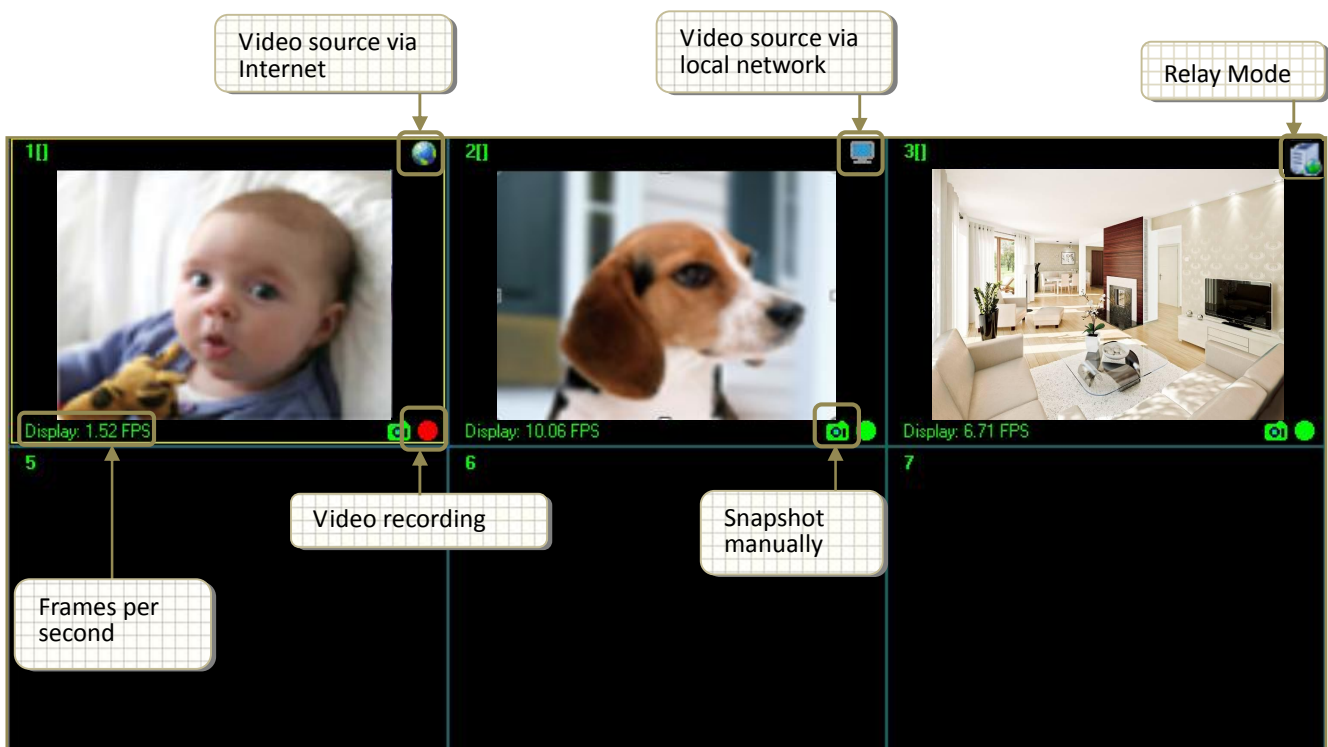 Video source via
Internet
Video source via
local network
Relay Mode
1[]
2[]
3[]
Display: 1.52 FPS
Display: 10.06 FPS
Display: 6.71 FPS
5
6
7
Video recording
Snapshot
manually
Frames per
second